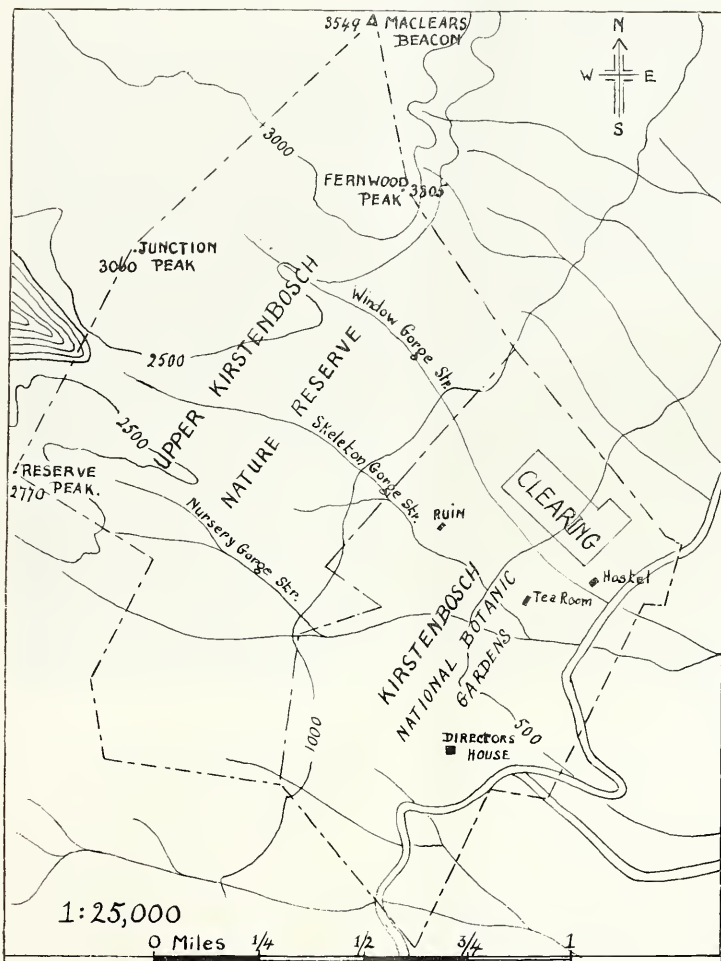 3549 MACLEARS
BEACON
N
W E
S
3000
FERNWOOD
PEAK 3805
JUNCTION
3060 PEAK
UPPER KIRSTENBOSCH
NATURE RESERVE
Window Gorge Str.
2500
2500
Skeleton Gorge Str.
RESERVE
PEAK.
2770
Nursery Gorge Str.
RUIN
CLEARING
Hostel
Tea Room
KIRSTENBOSCH
NATIONAL BOTANIC
GARDENS
500
1000
DIRECTORS
HOUSE
1:25,000
0 Miles 1/4 1/2 3/4 1